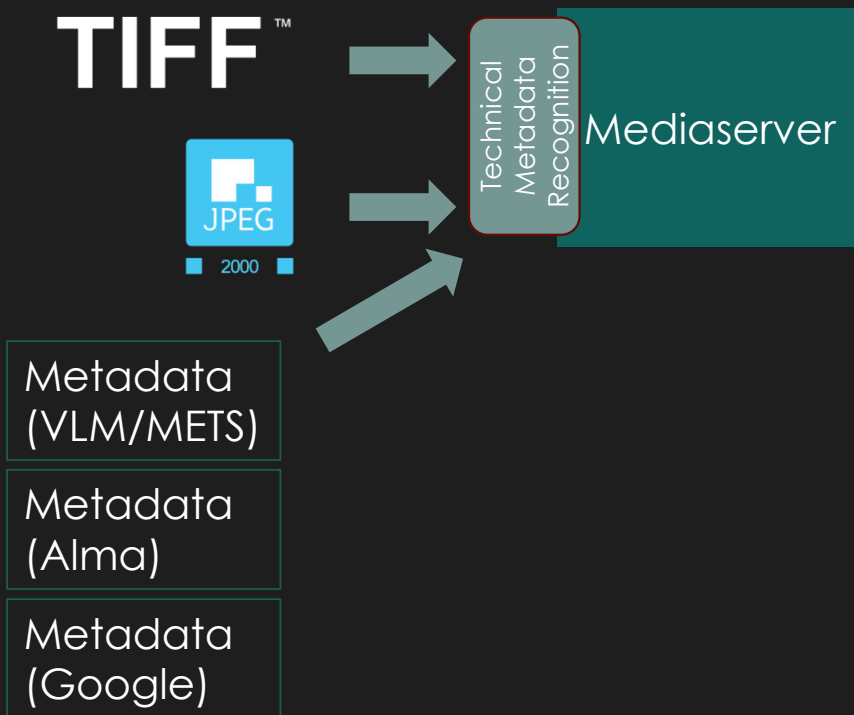 TIFF™
JPEG
2000
Technical
Metadata
Recognition
Mediaserver
Metadata
(VLM/METS)
Metadata
(Alma)
Metadata
(Google)